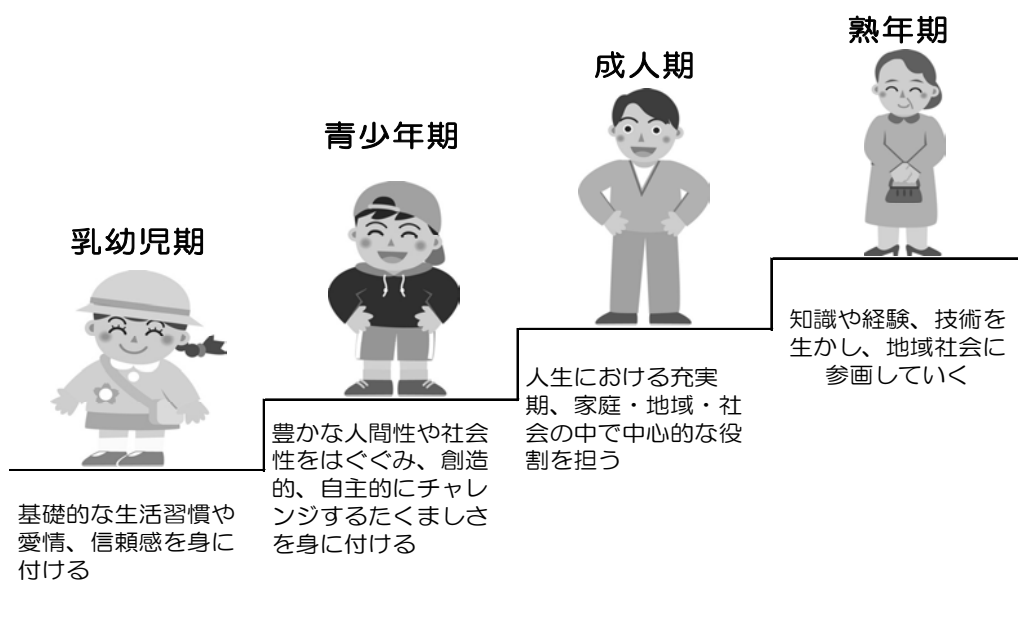 乳幼児期
基礎的な生活習慣や
愛情、信頼感を身に
付ける
青少年期
豊かな人間性や社会
性をはぐぐみ、創造
的、自主的にチャレ
ンジするたくましさ
を身に付ける
成人期
人生における充実
期、家庭・地域・社
会の中で中心的な役
割を担う
熟年期
知識や経験、技術を
生かし、地域社会に
参画していく